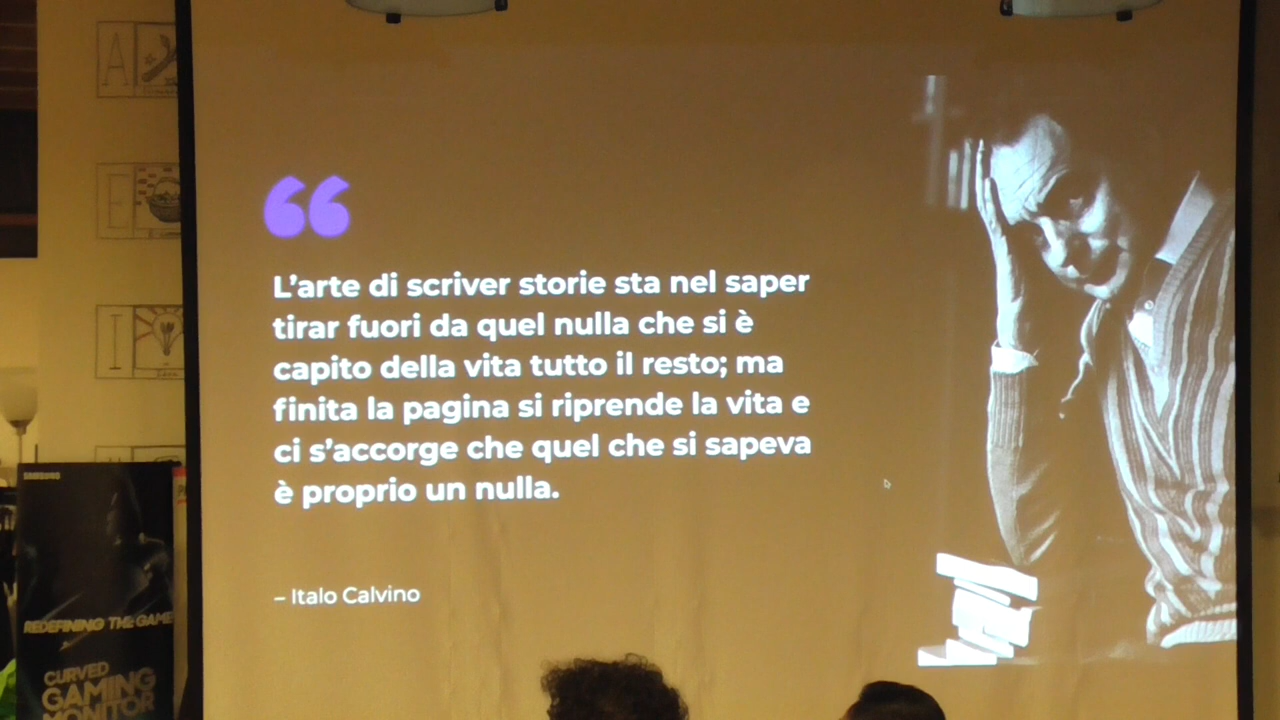 L'arte di scriver storie sta nel saper
tirar fuori da quel nulla che si è
capito della vita tutto il resto; ma
finita la pagina si riprende la vita e
ci s'accorge che quel che si sapeva
è proprio un nulla.
– Italo Calvino
A
E
I
SAMSUNG
REDEFINING THE GAME
CURVED
GAMING
MONITOR